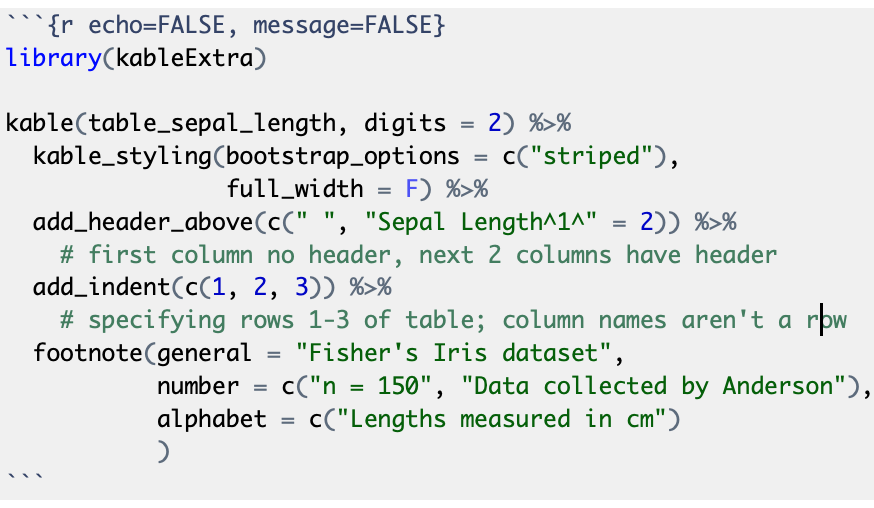 ```{r echo=FALSE, message=FALSE}
library(kableExtra)
kable(table_sepal_length, digits = 2) %>%
  kable_styling(bootstrap_options = c("striped"),
                full_width = F) %>%
  add_header_above(c(" ", "Sepal Length^1^" = 2)) %>%
    # first column no header, next 2 columns have header
  add_indent(c(1, 2, 3)) %>%
    # specifying rows 1-3 of table; column names aren't a row
  footnote(general = "Fisher's Iris dataset",
           number = c("n = 150", "Data collected by Anderson"),
           alphabet = c("Lengths measured in cm")
           )
```